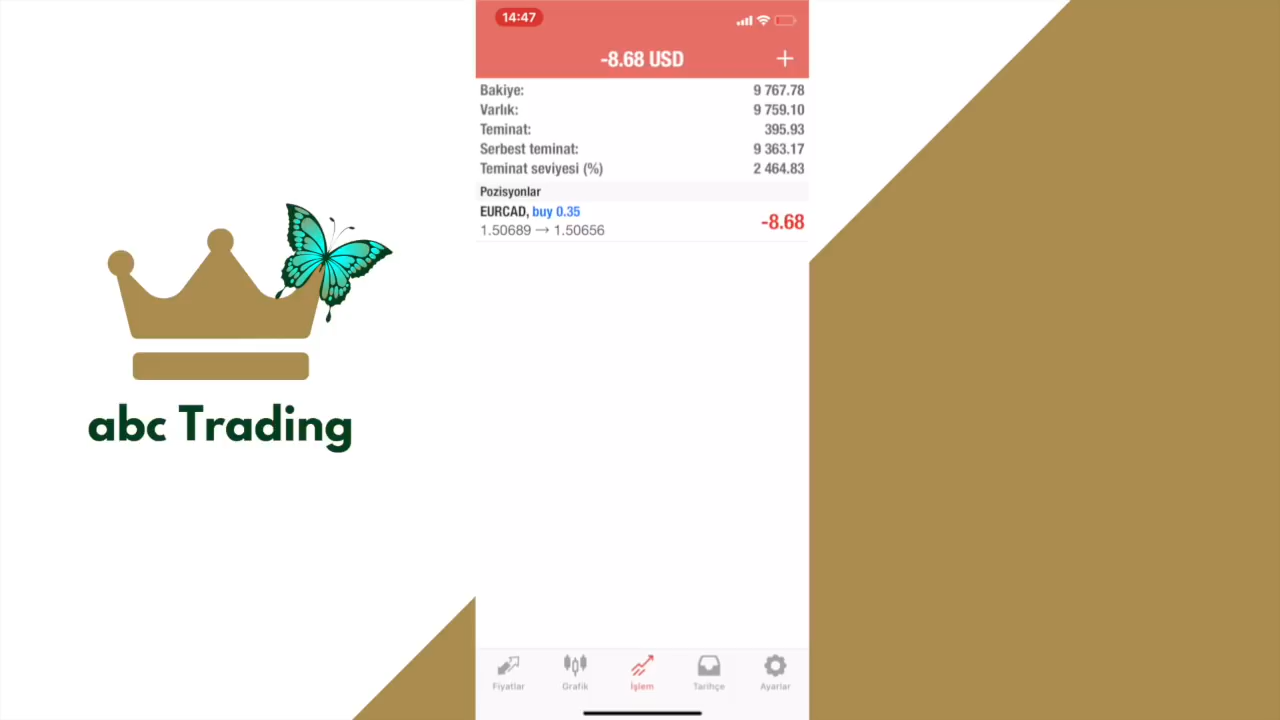 abc Trading
14:47
-8.68 USD
Bakiye: 9 767.78
Varlık: 9 759.10
Teminat: 395.93
Serbest teminat: 9 363.17
Teminat seviyesi (%) 2 464.83
Pozisyonlar
EURCAD, buy 0.35
1.50689 → 1.50656
-8.68
Fiyatlar Grafik İşlem Tarihçe Ayarlar